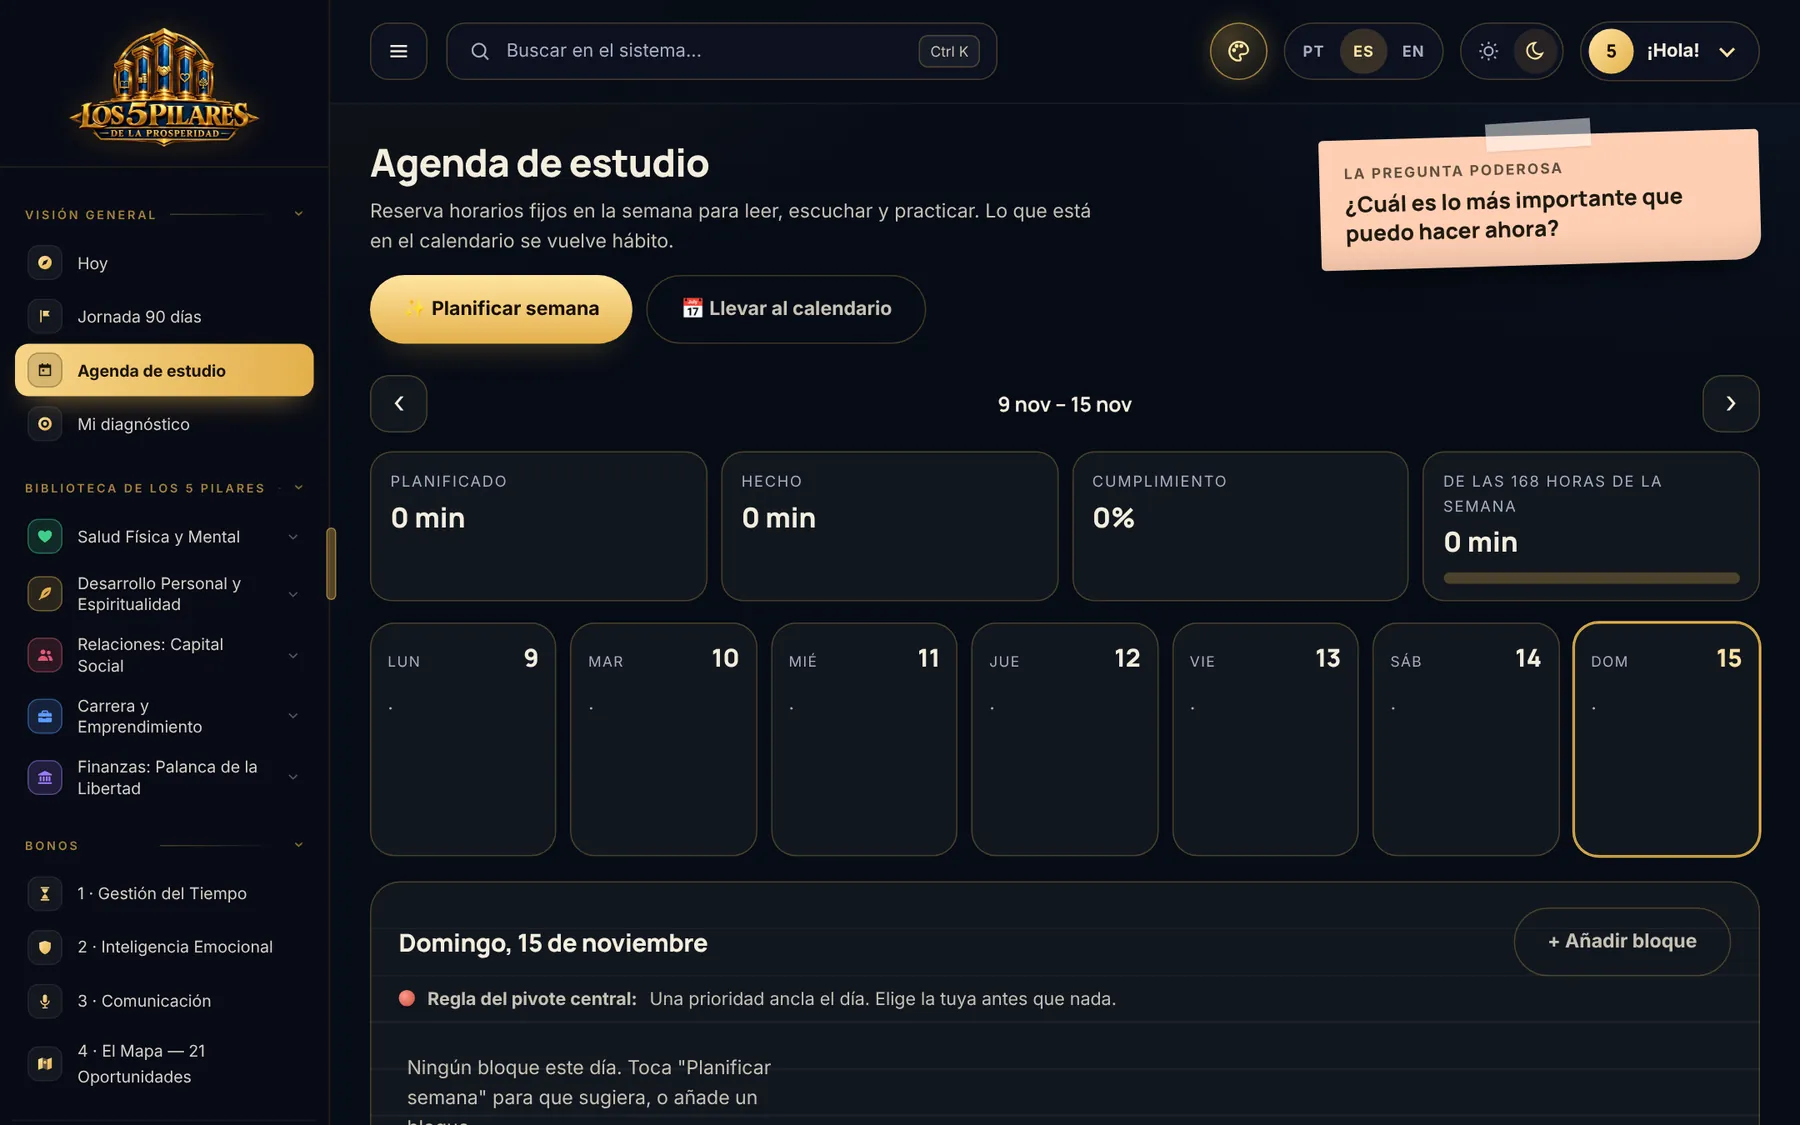 LOS 5 PILARES
DE LA PROSPERIDAD
VISIÓN GENERAL
Hoy
Jornada 90 días
Agenda de estudio
Mi diagnóstico
BIBLIOTECA DE LOS 5 PILARES
Salud Física y Mental
Desarrollo Personal y
Espiritualidad
Relaciones: Capital
Social
Carrera y
Emprendimiento
Finanzas: Palanca de la
Libertad
BONOS
1 · Gestión del Tiempo
2 · Inteligencia Emocional
3 · Comunicación
4 · El Mapa — 21
Oportunidades
Buscar en el sistema...
Ctrl K
PT ES EN
5 ¡Hola!
Agenda de estudio
Reserva horarios fijos en la semana para leer, escuchar y practicar. Lo que está
en el calendario se vuelve hábito.
LA PREGUNTA PODEROSA
¿Cuál es lo más importante que
puedo hacer ahora?
✨ Planificar semana
📅 Llevar al calendario
9 nov – 15 nov
PLANIFICADO
0 min
HECHO
0 min
CUMPLIMIENTO
0%
DE LAS 168 HORAS DE LA
SEMANA
0 min
LUN 9
·
MAR 10
·
MIÉ 11
·
JUE 12
·
VIE 13
·
SÁB 14
·
DOM 15
·
Domingo, 15 de noviembre
+ Añadir bloque
Regla del pivote central: Una prioridad ancla el día. Elige la tuya antes que nada.
Ningún bloque este día. Toca "Planificar
semana" para que sugiera, o añade un